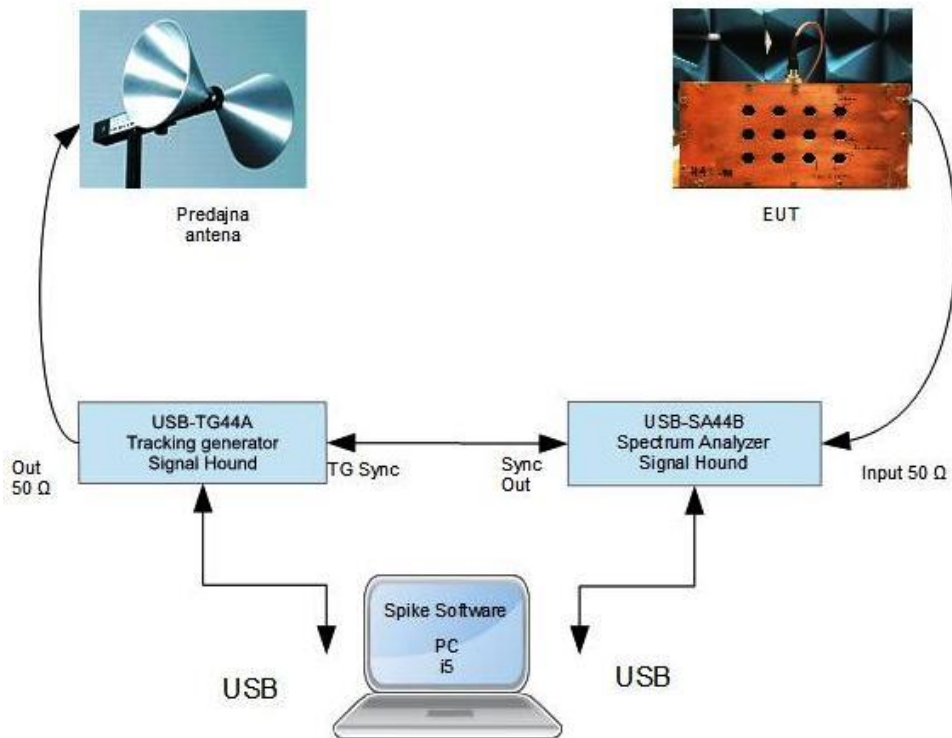 Predajna
antena
EUT
USB-TG44A
Tracking generator
Signal Hound
USB-SA44B
Spectrum Analyzer
Signal Hound
Out
50 Ω
TG Sync
Sync
Out
Input 50 Ω
Spike Software
PC
i5
USB
USB